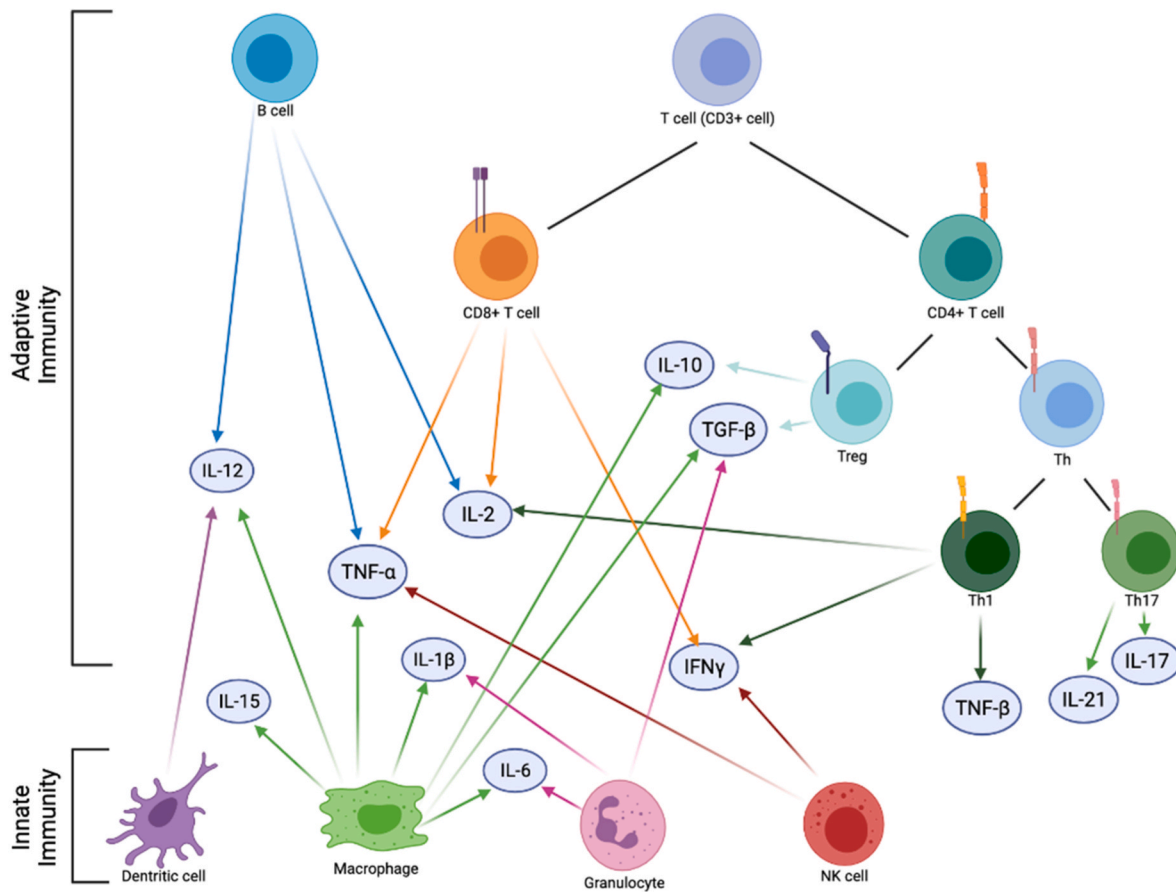 B cell
T cell (CD3+ cell)
Adaptive
Immunity
CD8+ T cell
CD4+ T cell
IL-10
TGF-β
Treg
Th
IL-12
IL-2
TNF-α
Th1
Th17
IL-1β
IFNγ
IL-17
IL-15
TNF-β
IL-21
Innate
Immunity
IL-6
Dentritic cell
Macrophage
Granulocyte
NK cell